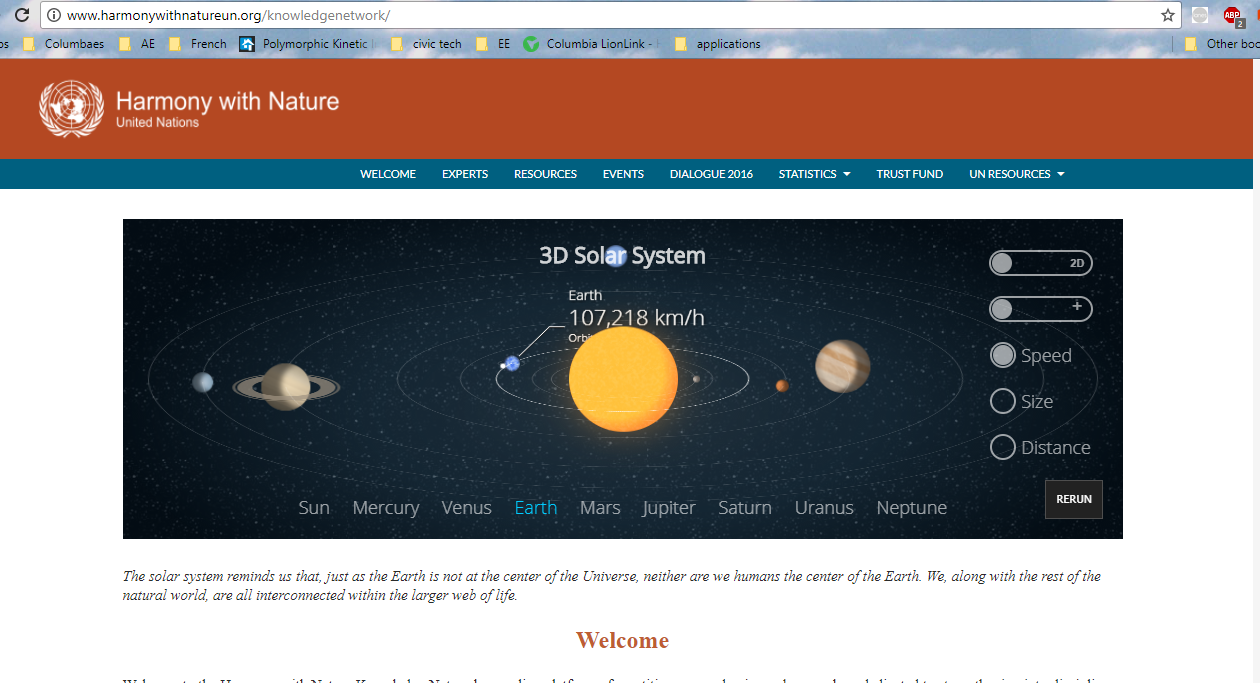 www.harmonywithnatureun.org/knowledgenetwork/
ABP
2
Columbaes AE French Polymorphic Kinetic civic tech EE Columbia LionLink - applications Other
Harmony with Nature
United Nations
WELCOME EXPERTS RESOURCES EVENTS DIALOGUE 2016 STATISTICS TRUST FUND UN RESOURCES
3D Solar System
2D
Earth
+
107,218 km/h
Speed
Size
Distance
Sun Mercury Venus Earth Mars Jupiter Saturn Uranus Neptune
RERUN
The solar system reminds us that, just as the Earth is not at the center of the Universe, neither are we humans the center of the Earth. We, along with the rest of the
natural world, are all interconnected within the larger web of life.
Welcome